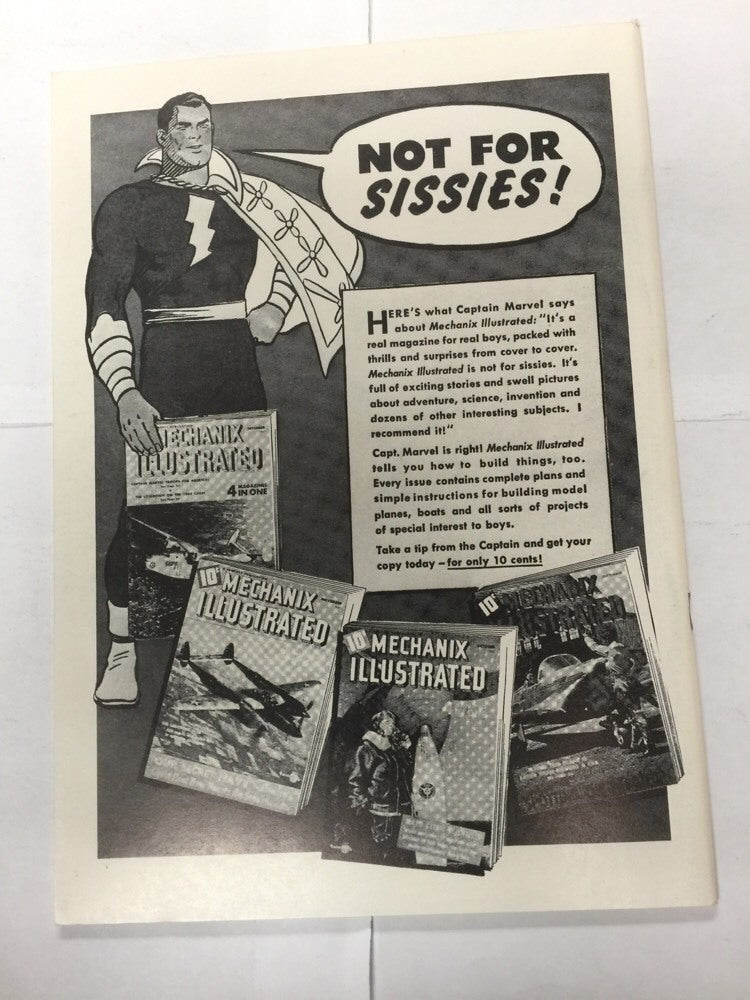 NOT FOR
SISSIES!
HERE'S what Captain Marvel says
about Mechanix Illustrated: "It's a
real magazine for real boys, packed with
thrills and surprises from cover to cover.
Mechanix Illustrated is not for sissies. It's
full of exciting stories and swell pictures
about adventure, science, invention and
dozens of other interesting subjects. I
recommend it!"
Capt. Marvel is right! Mechanix Illustrated
tells you how to build things, too.
Every issue contains complete plans and
simple instructions for building model
planes, boats and all sorts of projects
of special interest to boys.
Take a tip from the Captain and get your
copy today – for only 10 cents!
MECHANIX
ILLUSTRATED
4 MAGAZINES
IN ONE
10¢ MECHANIX
ILLUSTRATED
10¢ MECHANIX
ILLUSTRATED
10¢ MECHANIX
ILLUSTRATED